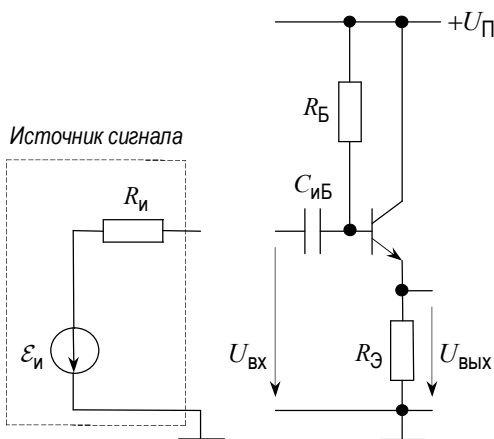 +UП
RБ
Источник сигнала
CиБ
Rи
ℰи
Uвх
RЭ
Uвых